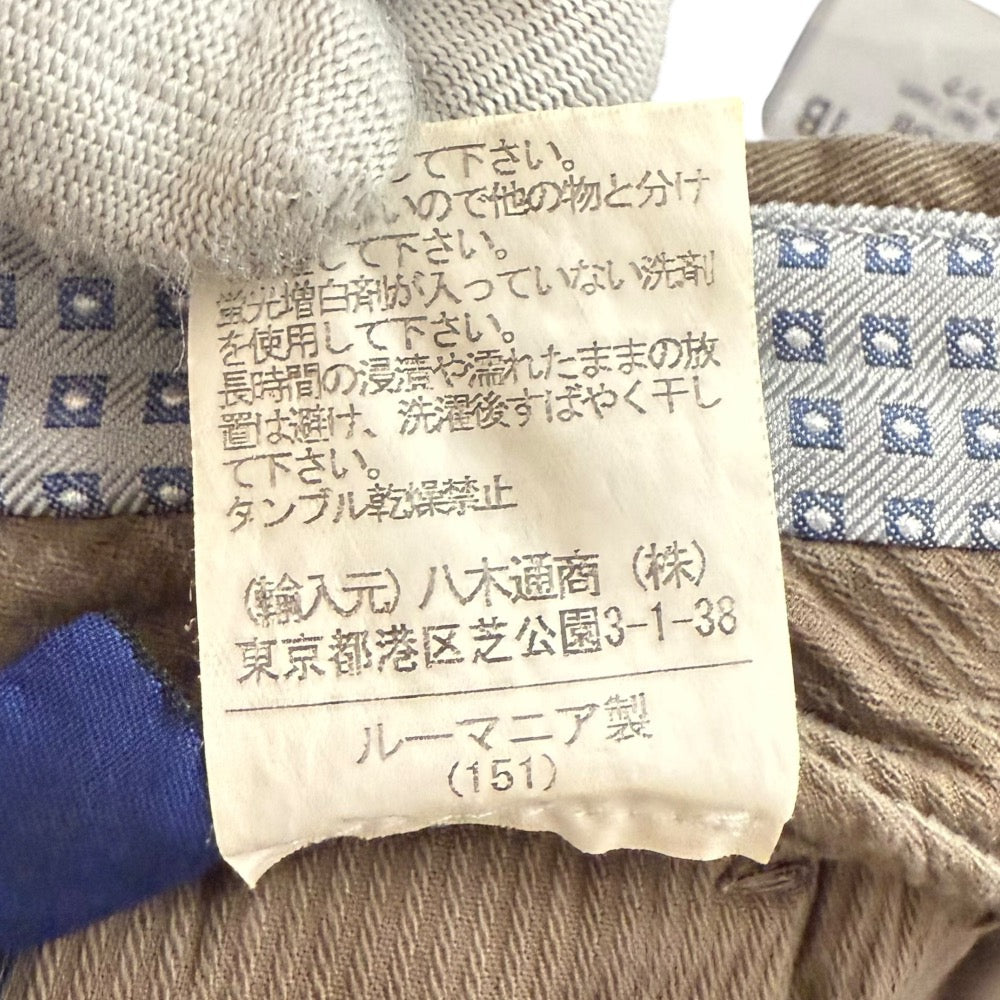 して下さい。
いので他の物と分け
して下さい。
蛍光増白剤が入っていない洗剤
を使用して下さい。
長時間の浸漬や濡れたままの放
置は避け、洗濯後すばやく干し
て下さい。
タンブル乾燥禁止
(輸入元) 八木通商 (株)
東京都港区芝公園3-1-38
ルーマニア製
(151)